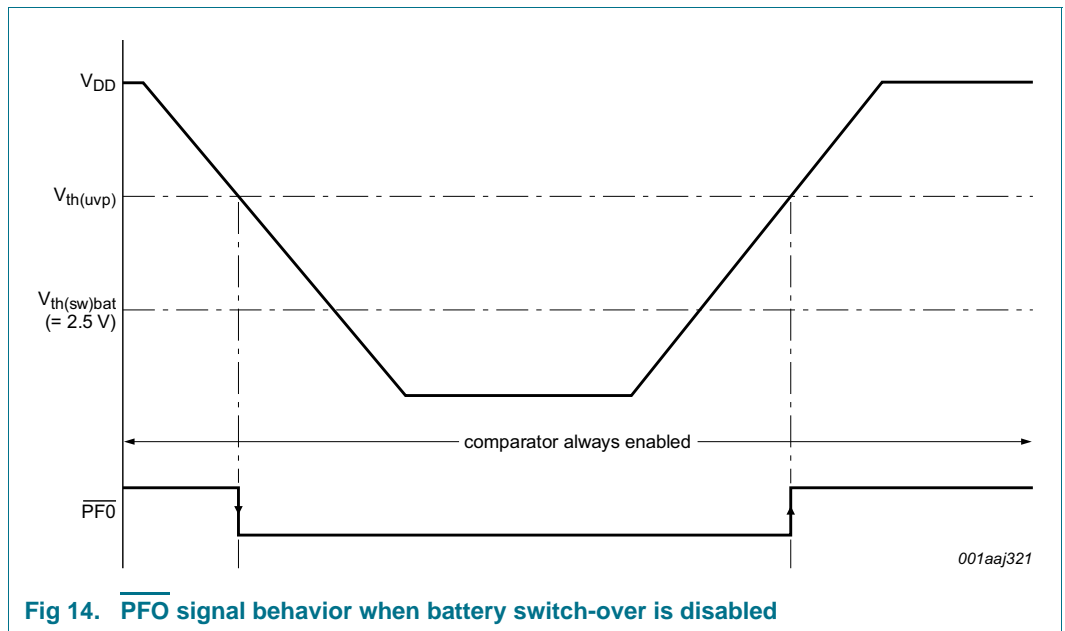 VDD
Vth(uvp)
Vth(sw)bat
(= 2.5 V)
comparator always enabled
PF0
001aaj321
Fig 14. PFO signal behavior when battery switch-over is disabled